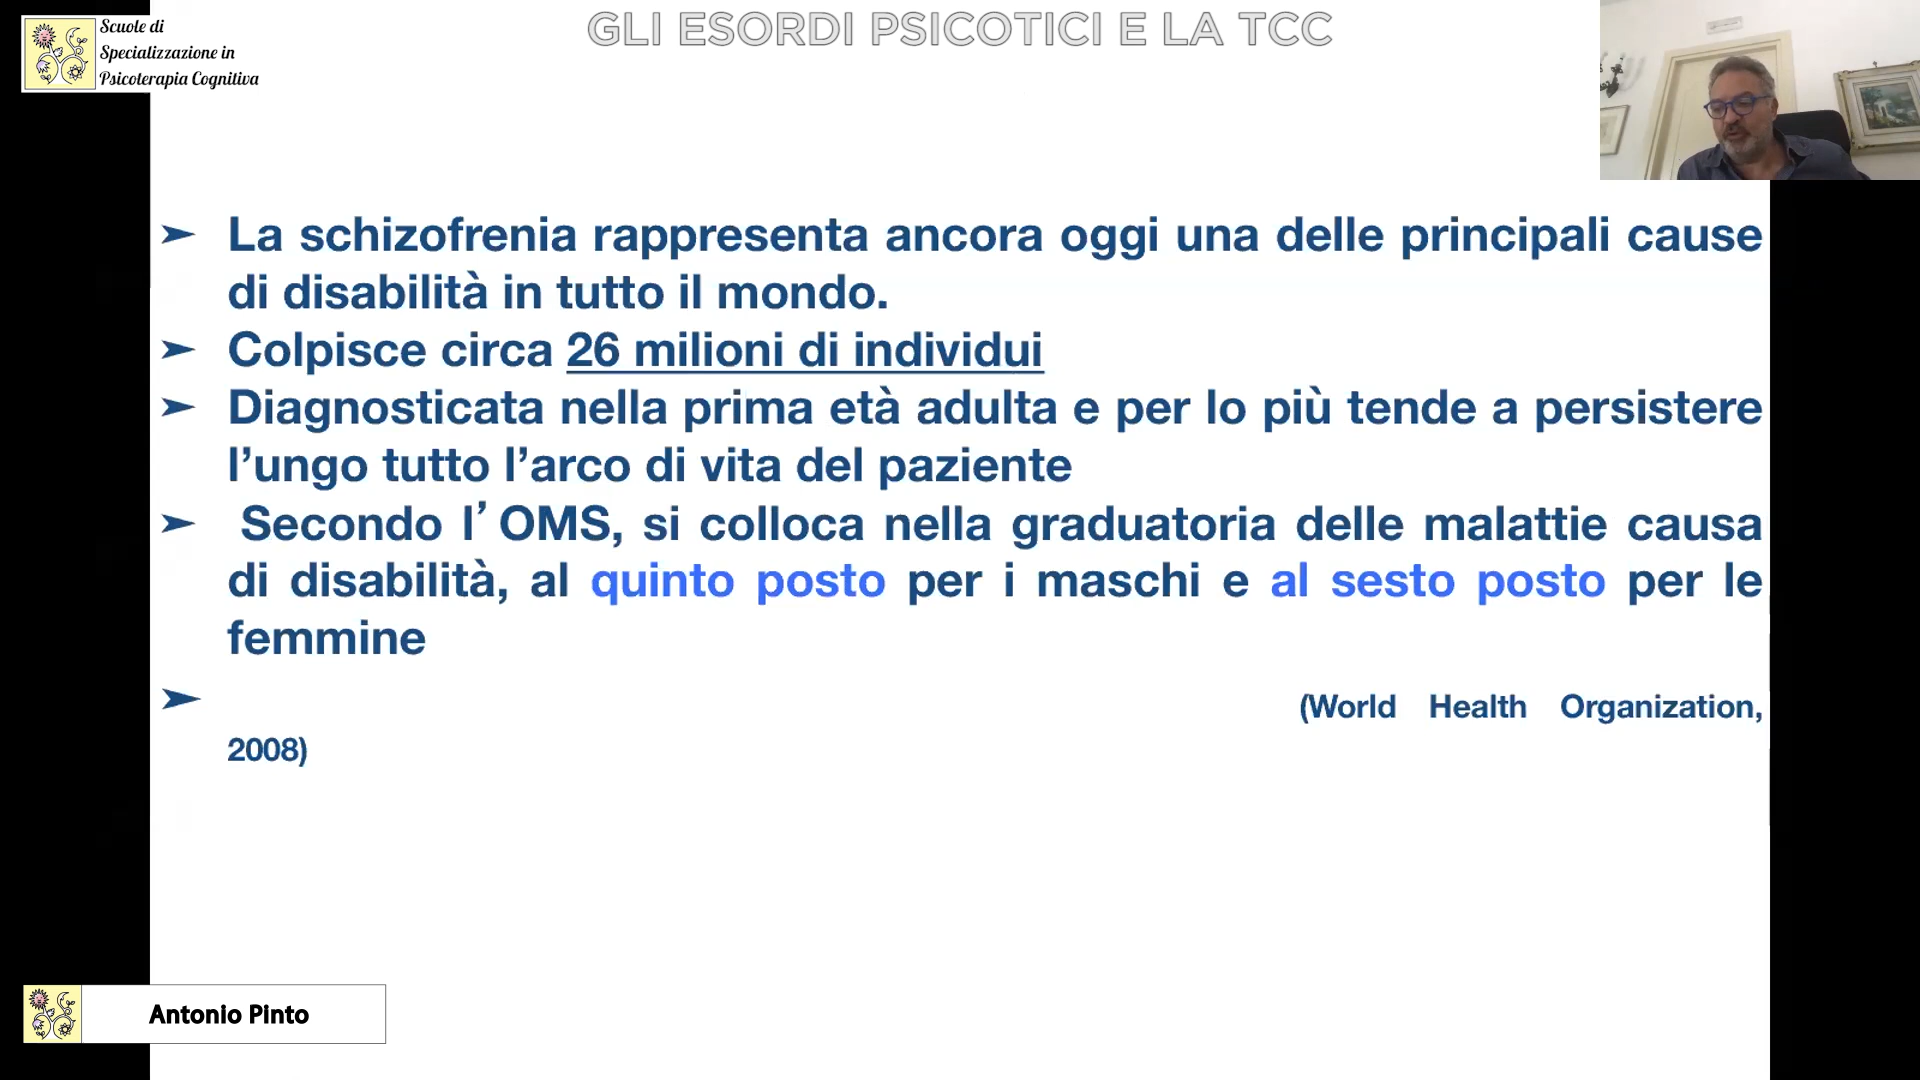 Scuole di
Specializzazione in
Psicoterapia Cognitiva
GLI ESORDI PSICOTICI E LA TCC
➤ La schizofrenia rappresenta ancora oggi una delle principali cause
di disabilità in tutto il mondo.
➤ Colpisce circa 26 milioni di individui
➤ Diagnosticata nella prima età adulta e per lo più tende a persistere
l’ungo tutto l’arco di vita del paziente
➤ Secondo l’OMS, si colloca nella graduatoria delle malattie causa
di disabilità, al quinto posto per i maschi e al sesto posto per le
femmine
➤ (World Health Organization,
2008)
Antonio Pinto